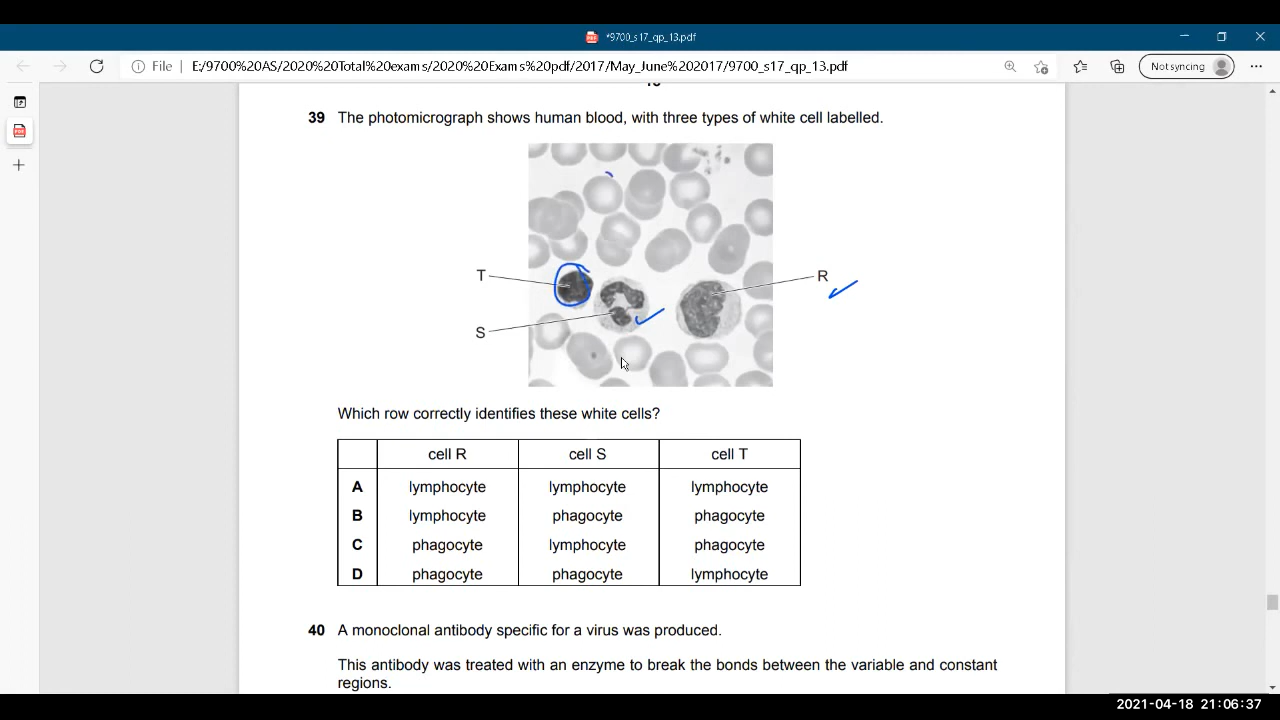 *9700_s17_qp_13.pdf
File | E:/9700%20AS/2020%20Total%20exams/2020%20Exams%20pdf/2017/May_June%202017/9700_s17_qp_13.pdf
Not syncing
39 The photomicrograph shows human blood, with three types of white cell labelled.
T
R
S
Which row correctly identifies these white cells?
cell R cell S cell T
A lymphocyte lymphocyte lymphocyte
B lymphocyte phagocyte phagocyte
C phagocyte lymphocyte phagocyte
D phagocyte phagocyte lymphocyte
40 A monoclonal antibody specific for a virus was produced.
This antibody was treated with an enzyme to break the bonds between the variable and constant
regions.
2021-04-18 21:06:37